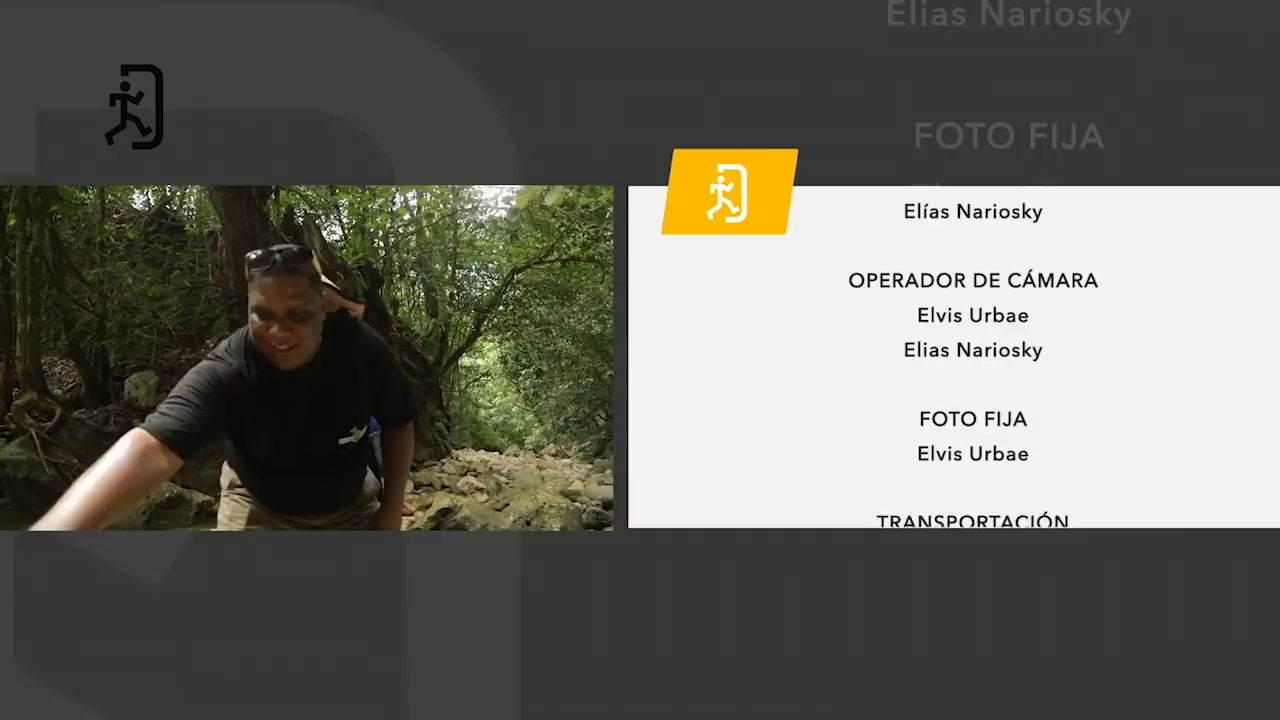 Elias Nariosky
FOTO FIJA
Elías Nariosky
OPERADOR DE CÁMARA
Elvis Urbae
Elias Nariosky
FOTO FIJA
Elvis Urbae
TRANSPORTACIÓN